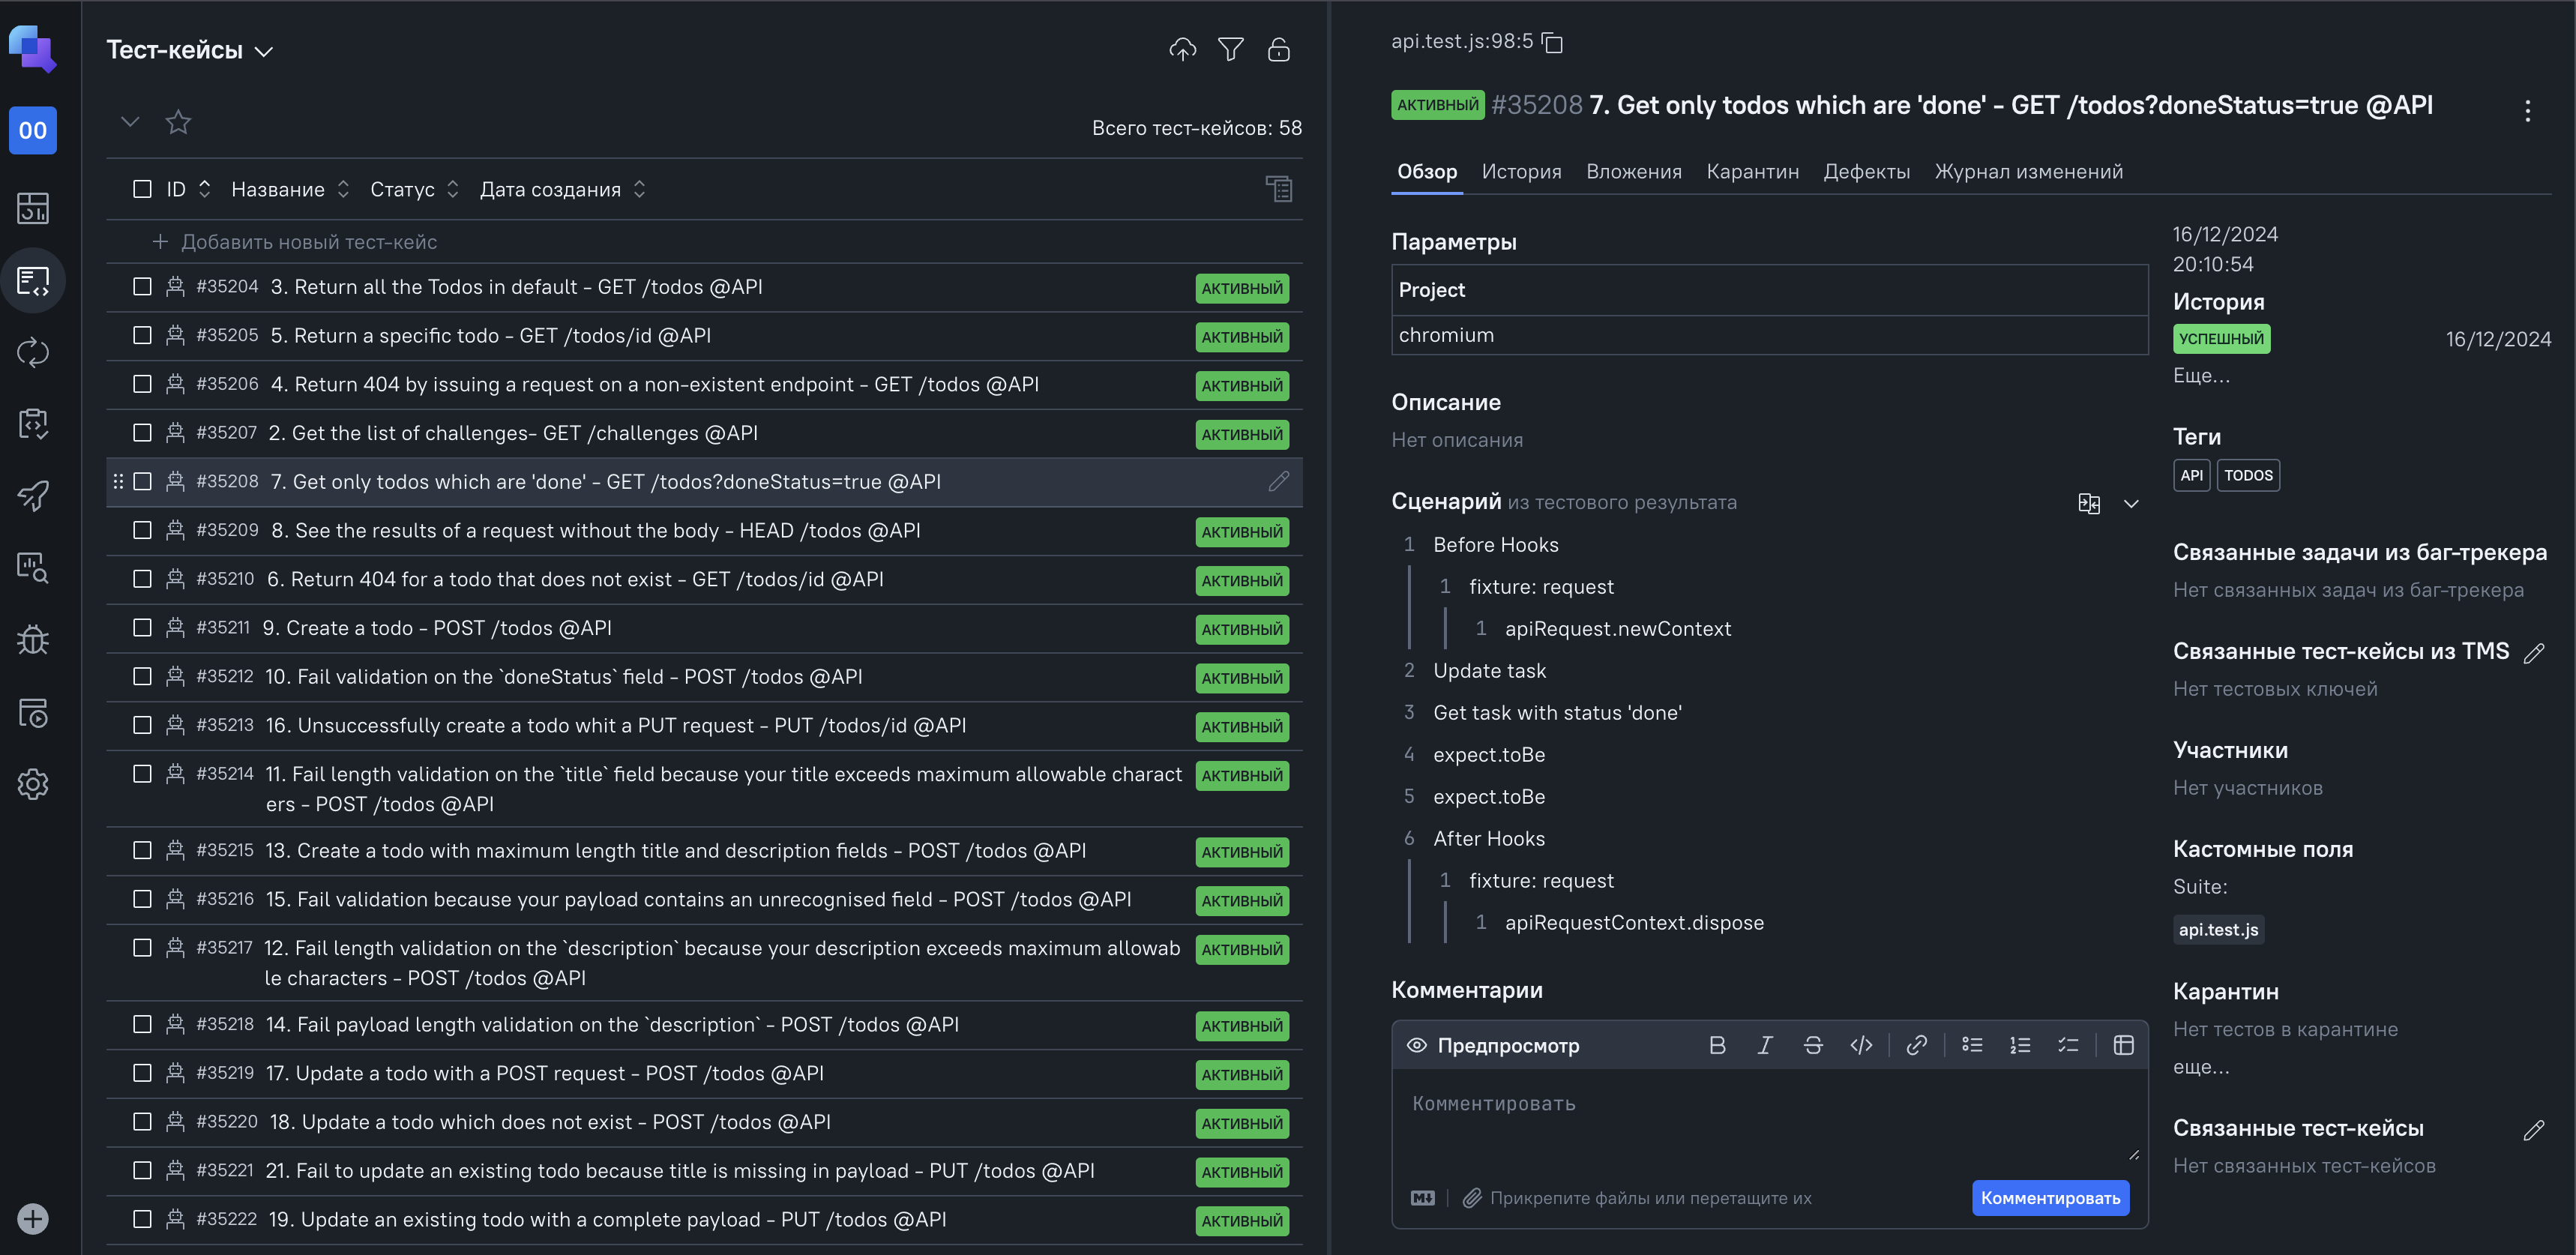 Тест-кейсы
00
Всего тест-кейсов: 58
ID Название Статус Дата создания
+ Добавить новый тест-кейс
#35204 3. Return all the Todos in default - GET /todos @API АКТИВНЫЙ
#35205 5. Return a specific todo - GET /todos/id @API АКТИВНЫЙ
#35206 4. Return 404 by issuing a request on a non-existent endpoint - GET /todos @API АКТИВНЫЙ
#35207 2. Get the list of challenges- GET /challenges @API АКТИВНЫЙ
#35208 7. Get only todos which are 'done' - GET /todos?doneStatus=true @API
#35209 8. See the results of a request without the body - HEAD /todos @API АКТИВНЫЙ
#35210 6. Return 404 for a todo that does not exist - GET /todos/id @API АКТИВНЫЙ
#35211 9. Create a todo - POST /todos @API АКТИВНЫЙ
#35212 10. Fail validation on the `doneStatus` field - POST /todos @API АКТИВНЫЙ
#35213 16. Unsuccessfully create a todo whit a PUT request - PUT /todos/id @API АКТИВНЫЙ
#35214 11. Fail length validation on the `title` field because your title exceeds maximum allowable charact АКТИВНЫЙ
ers - POST /todos @API
#35215 13. Create a todo with maximum length title and description fields - POST /todos @API АКТИВНЫЙ
#35216 15. Fail validation because your payload contains an unrecognised field - POST /todos @API АКТИВНЫЙ
#35217 12. Fail length validation on the `description` because your description exceeds maximum allowab АКТИВНЫЙ
le characters - POST /todos @API
#35218 14. Fail payload length validation on the `description` - POST /todos @API АКТИВНЫЙ
#35219 17. Update a todo with a POST request - POST /todos @API АКТИВНЫЙ
#35220 18. Update a todo which does not exist - POST /todos @API АКТИВНЫЙ
#35221 21. Fail to update an existing todo because title is missing in payload - PUT /todos @API АКТИВНЫЙ
#35222 19. Update an existing todo with a complete payload - PUT /todos @API АКТИВНЫЙ
api.test.js:98:5
АКТИВНЫЙ #35208 7. Get only todos which are 'done' - GET /todos?doneStatus=true @API
Обзор История Вложения Карантин Дефекты Журнал изменений
Параметры
Project
chromium
Описание
Нет описания
Сценарий из тестового результата
1 Before Hooks
1 fixture: request
1 apiRequest.newContext
2 Update task
3 Get task with status 'done'
4 expect.toBe
5 expect.toBe
6 After Hooks
1 fixture: request
1 apiRequestContext.dispose
Комментарии
Предпросмотр
Комментировать
Прикрепите файлы или перетащите их
Комментировать
16/12/2024
20:10:54
История
УСПЕШНЫЙ 16/12/2024
Еще...
Теги
API TODOS
Связанные задачи из баг-трекера
Нет связанных задач из баг-трекера
Связанные тест-кейсы из TMS
Нет тестовых ключей
Участники
Нет участников
Кастомные поля
Suite:
api.test.js
Карантин
Нет тестов в карантине
еще...
Связанные тест-кейсы
Нет связанных тест-кейсов